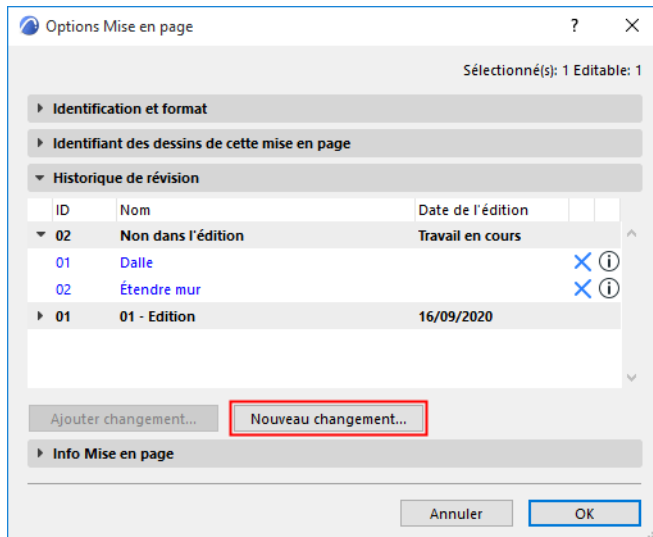 Options Mise en page
Sélectionné(s): 1 Editable: 1
Identification et format
Identifiant des dessins de cette mise en page
Historique de révision
ID Nom Date de l'édition
02 Non dans l'édition Travail en cours
01 Dalle
02 Étendre mur
01 01 - Edition 16/09/2020
Ajouter changement... Nouveau changement...
Info Mise en page
Annuler OK